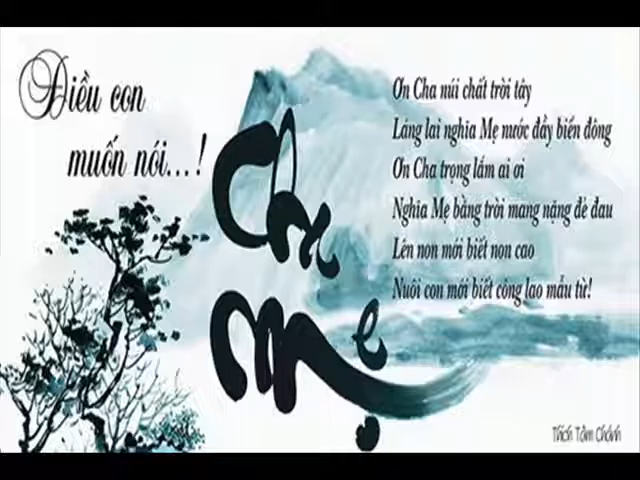 Điều con
muốn nói...!
Cha
Mẹ
Ơn Cha núi chất trời tây
Láng lai nghĩa Mẹ nước đầy biển đông
Ơn Cha trọng lắm ai ơi
Nghĩa Mẹ bằng trời mang nặng đẻ đau
Lên non mới biết non cao
Nuôi con mới biết công lao mẫu từ!
Thích Tâm Chánh